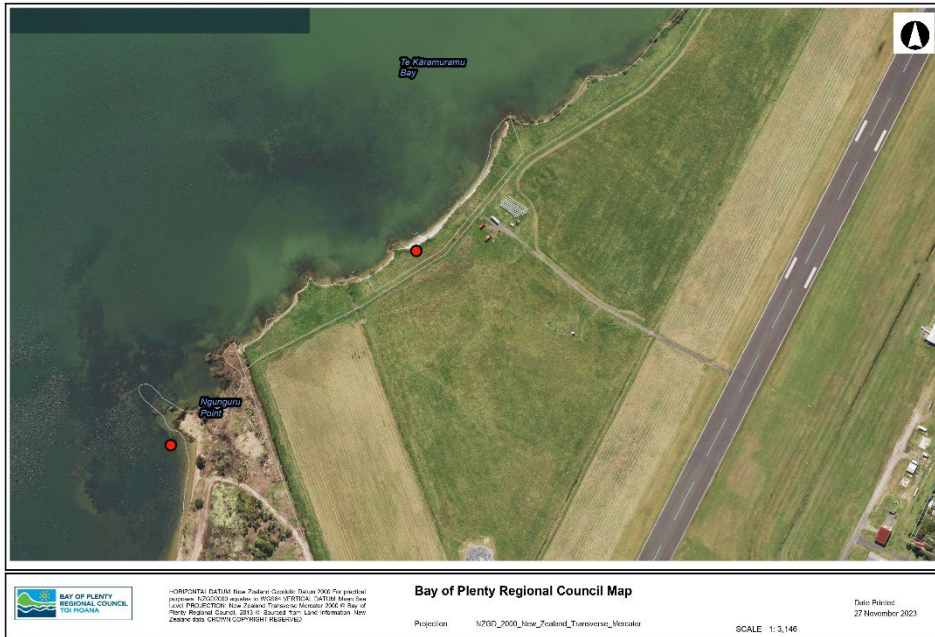 Te Karamuramu
Bay
Ngunguru
Point
BAY OF PLENTY
REGIONAL COUNCIL
TOI MOANA
HORIZONTAL DATUM: New Zealand Geodetic Datum 2000 For practical
purposes, NZGD2000 equates to WGS84 VERTICAL DATUM: Mean Sea
Level PROJECTION: New Zealand Transverse Mercator 2000 © Bay of
Plenty Regional Council, 2013 © Sourced from Land Information New
Zealand data. CROWN COPYRIGHT RESERVED
Bay of Plenty Regional Council Map
Projection NZGD_2000_New_Zealand_Transverse_Mercator
SCALE 1: 3,146
Date Printed
27 November 2023